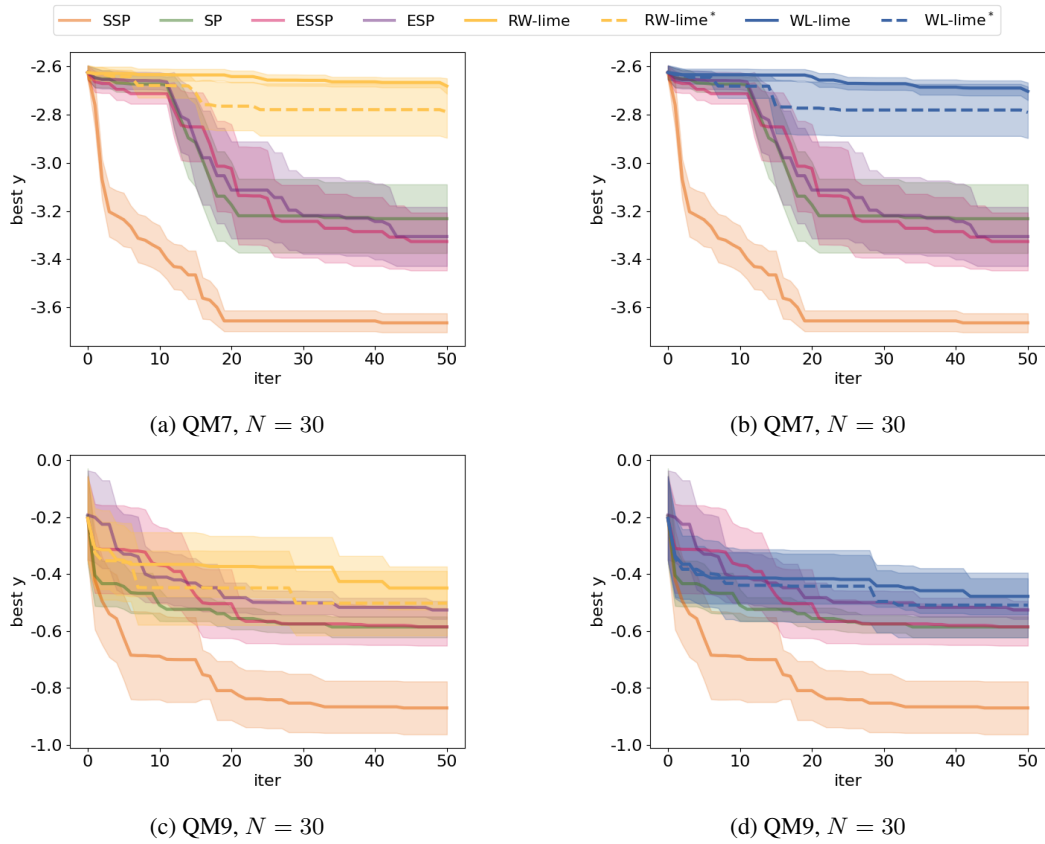 SSP SP ESSP ESP RW-lime RW-lime* WL-lime WL-lime*
best y
-2.6
-2.8
-3.0
-3.2
-3.4
-3.6
0 10 20 30 40 50
iter
(a) QM7, N = 30
best y
-2.6
-2.8
-3.0
-3.2
-3.4
-3.6
0 10 20 30 40 50
iter
(b) QM7, N = 30
best y
0.0
-0.2
-0.4
-0.6
-0.8
-1.0
0 10 20 30 40 50
iter
(c) QM9, N = 30
best y
0.0
-0.2
-0.4
-0.6
-0.8
-1.0
0 10 20 30 40 50
iter
(d) QM9, N = 30